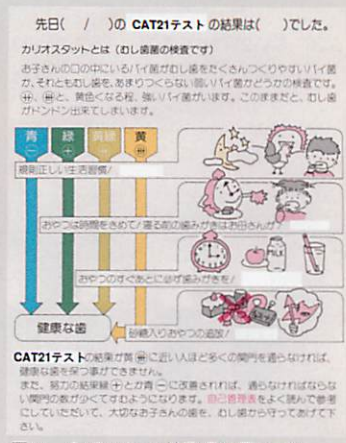 先日( / )の CAT21テスト の結果は( )でした。
カリオスタットとは（むし歯菌の検査です）
お子さんの口の中にいるバイ菌がむし歯をたくさんつくりやすいバイ菌
か、それともむし歯を、あまりつくらない弱いバイ菌かどうかの検査です。
⧺、⊕と、黄色くなる程、強いバイ菌がいます。このままだと、むし歯
がドンドン出来てしまいます。
青 緑 黄緑 黄
規則正しい生活習慣!
おやつは時間をきめて!寝る前の歯みがきはお母さんが!
MILK
おやつのすぐあとに必ず歯みがきを!
砂糖入りおやつの追放!
健康な歯
CAT21テストの結果が黄に近い人ほど多くの関門を通らなければ、
健康な歯を保つ事ができません。
また、努力の結果緑⊕とか青⊖に改善されれば、通らなければならな
い関門の数が少くてすむようになります。自己管理表をよく読んで参考
にしていただいて、大切なお子さんの歯を、むし歯から守ってあげて下
さい。